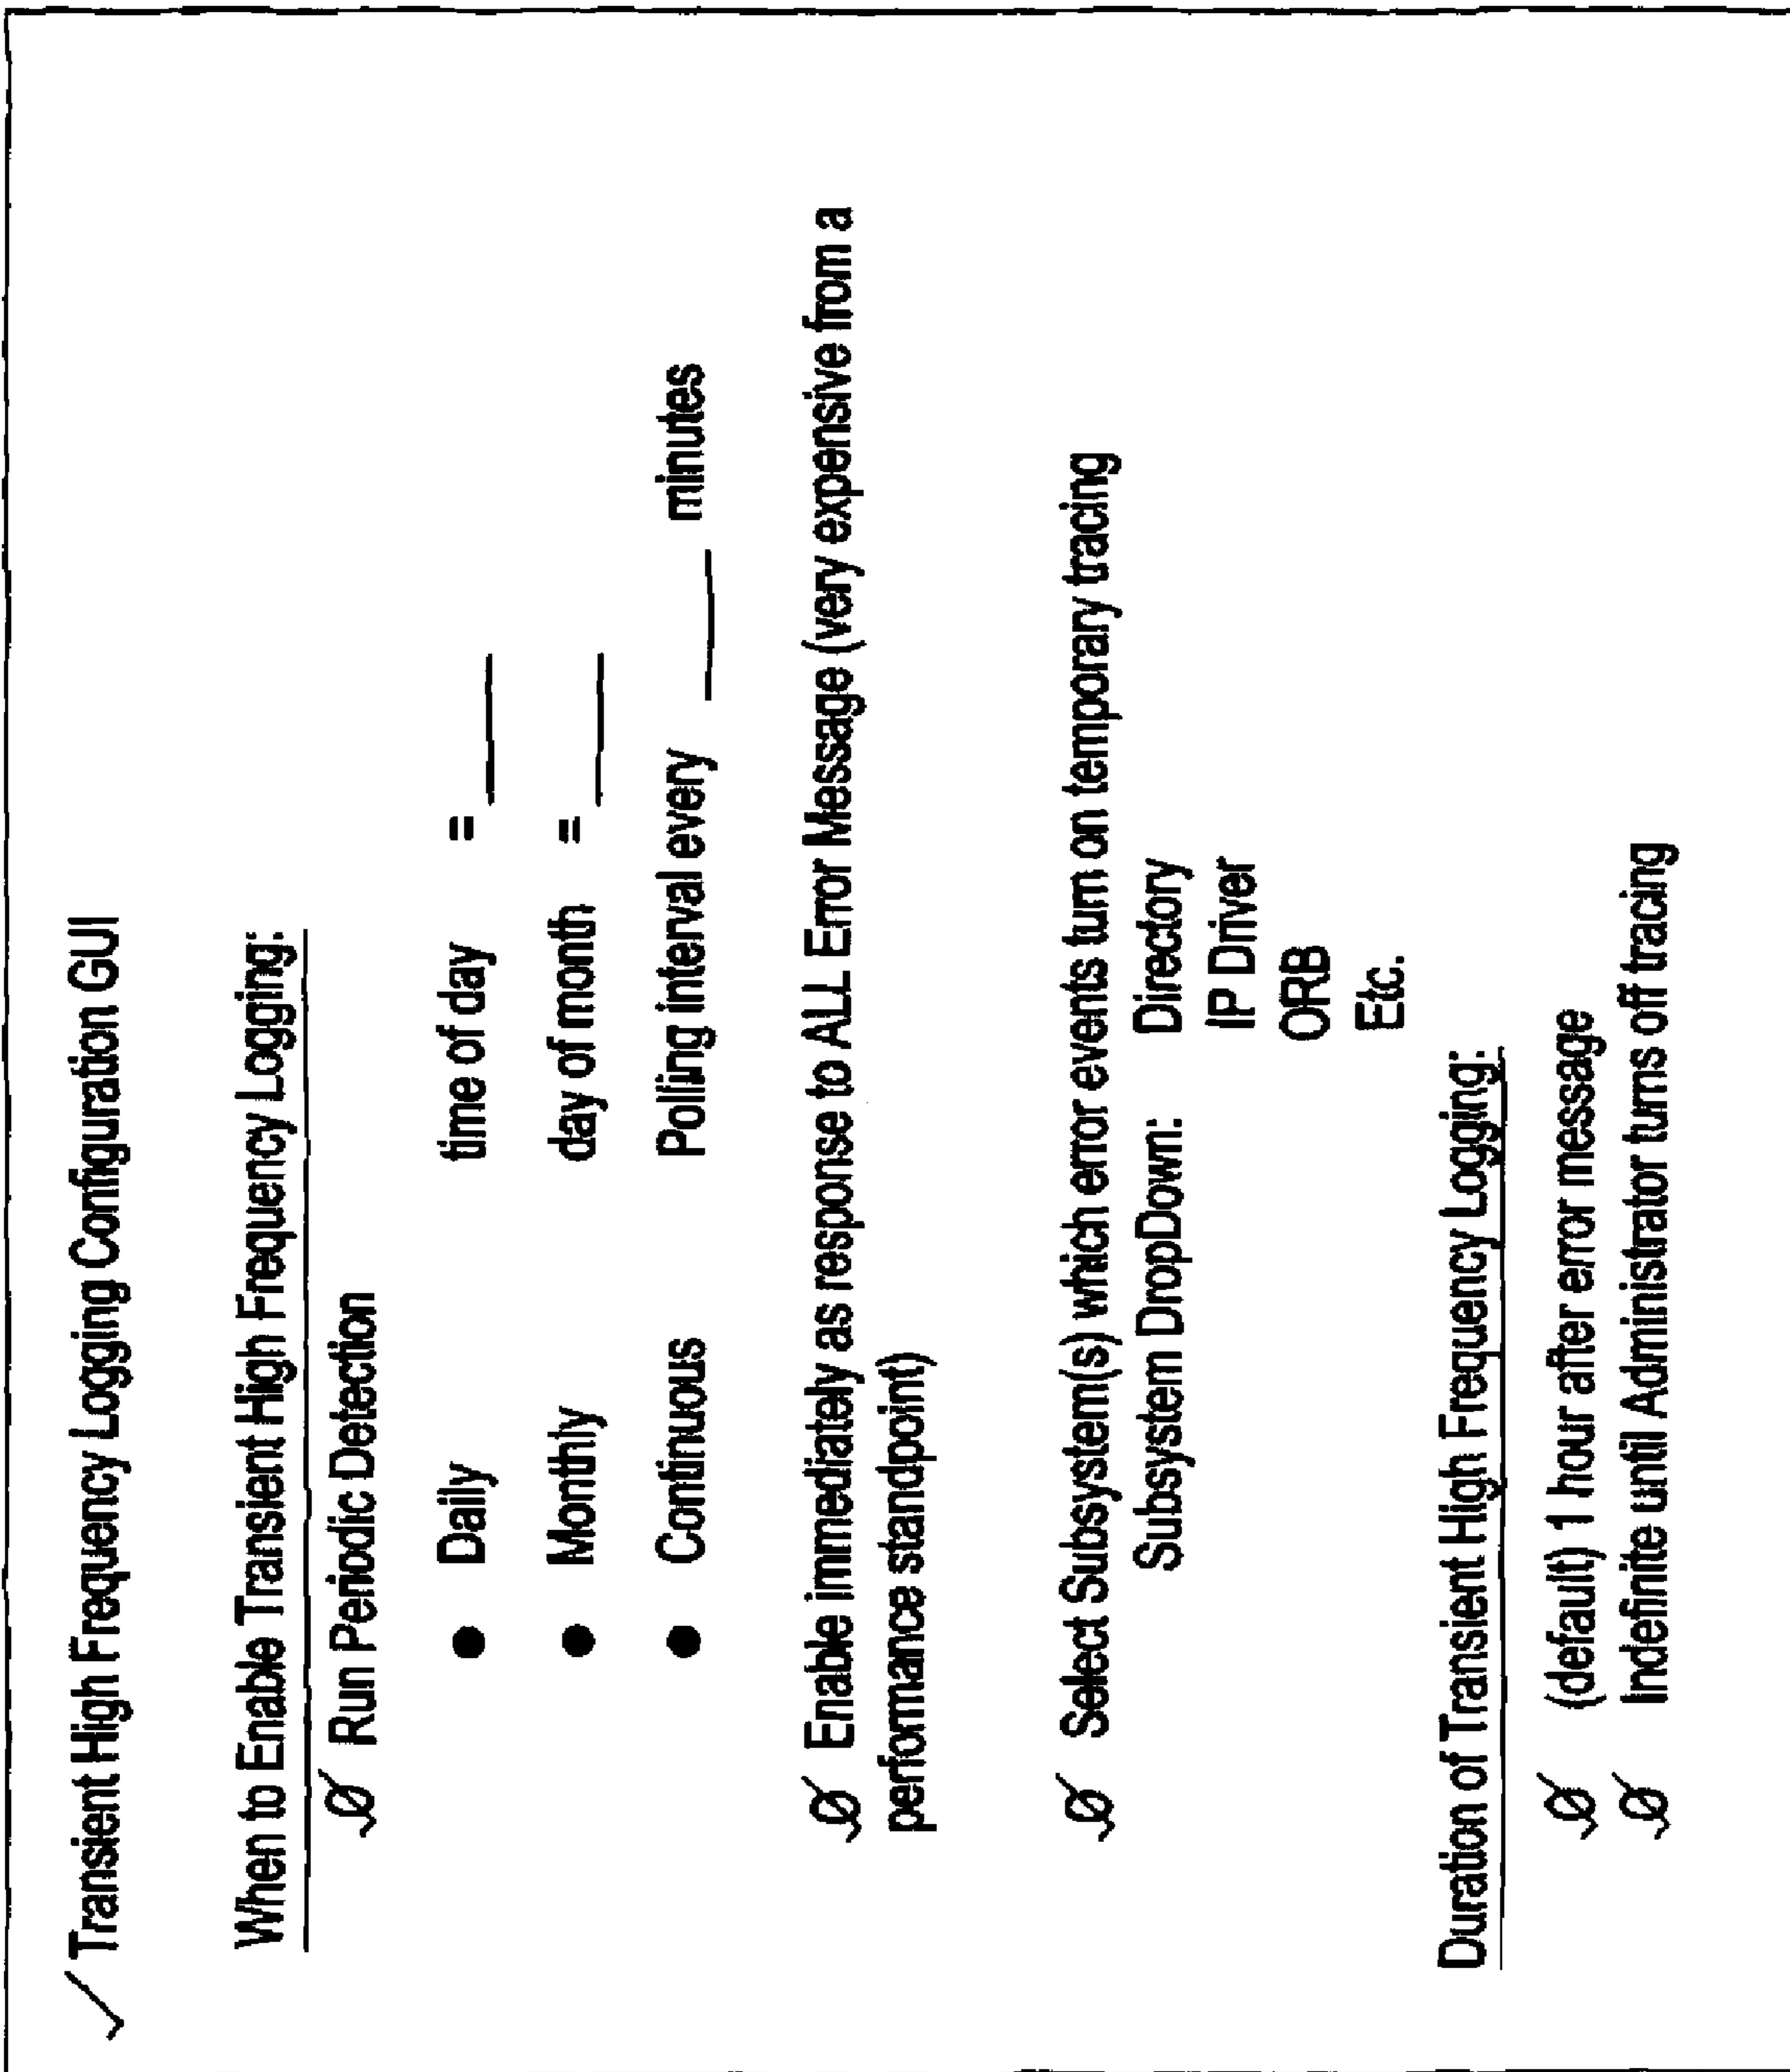 Transient High Frequency Logging Configuration GUI
When to Enable Transient High Frequency Logging:
Run Periodic Detection
• Daily time of day = ____
• Monthly day of month = ____
• Continuous Polling interval every ____ minutes
Enable immediately as response to ALL Error Message (very expensive from a
performance standpoint)
Select Subsystem(s) which error events turn on temporary tracing
Subsystem DropDown: Directory
IP Driver
ORB
Etc.
Duration of Transient High Frequency Logging:
(default) 1 hour after error message
Indefinite until Administrator turns off tracing